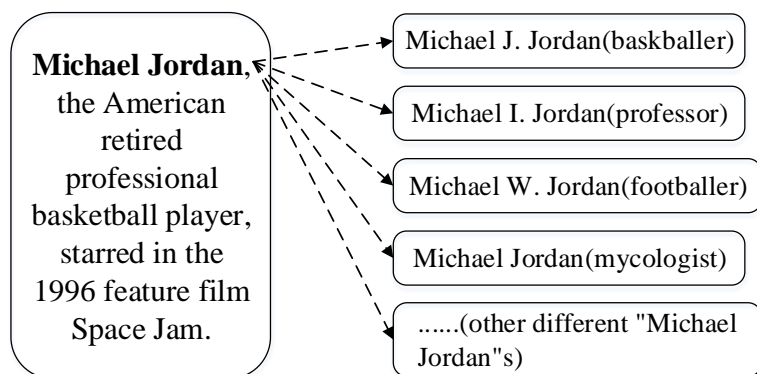 Michael Jordan,
the American
retired
professional
basketball player,
starred in the
1996 feature film
Space Jam.
Michael J. Jordan(baskballer)
Michael I. Jordan(professor)
Michael W. Jordan(footballer)
Michael Jordan(mycologist)
......(other different "Michael
Jordan"s)